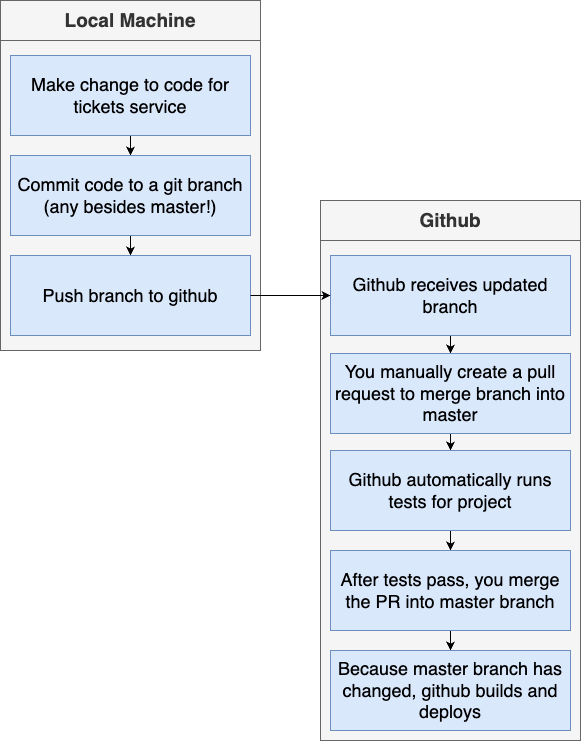 Local Machine
Make change to code for
tickets service
Commit code to a git branch
(any besides master!)
Push branch to github
Github
Github receives updated
branch
You manually create a pull
request to merge branch into
master
Github automatically runs
tests for project
After tests pass, you merge
the PR into master branch
Because master branch has
changed, github builds and
deploys